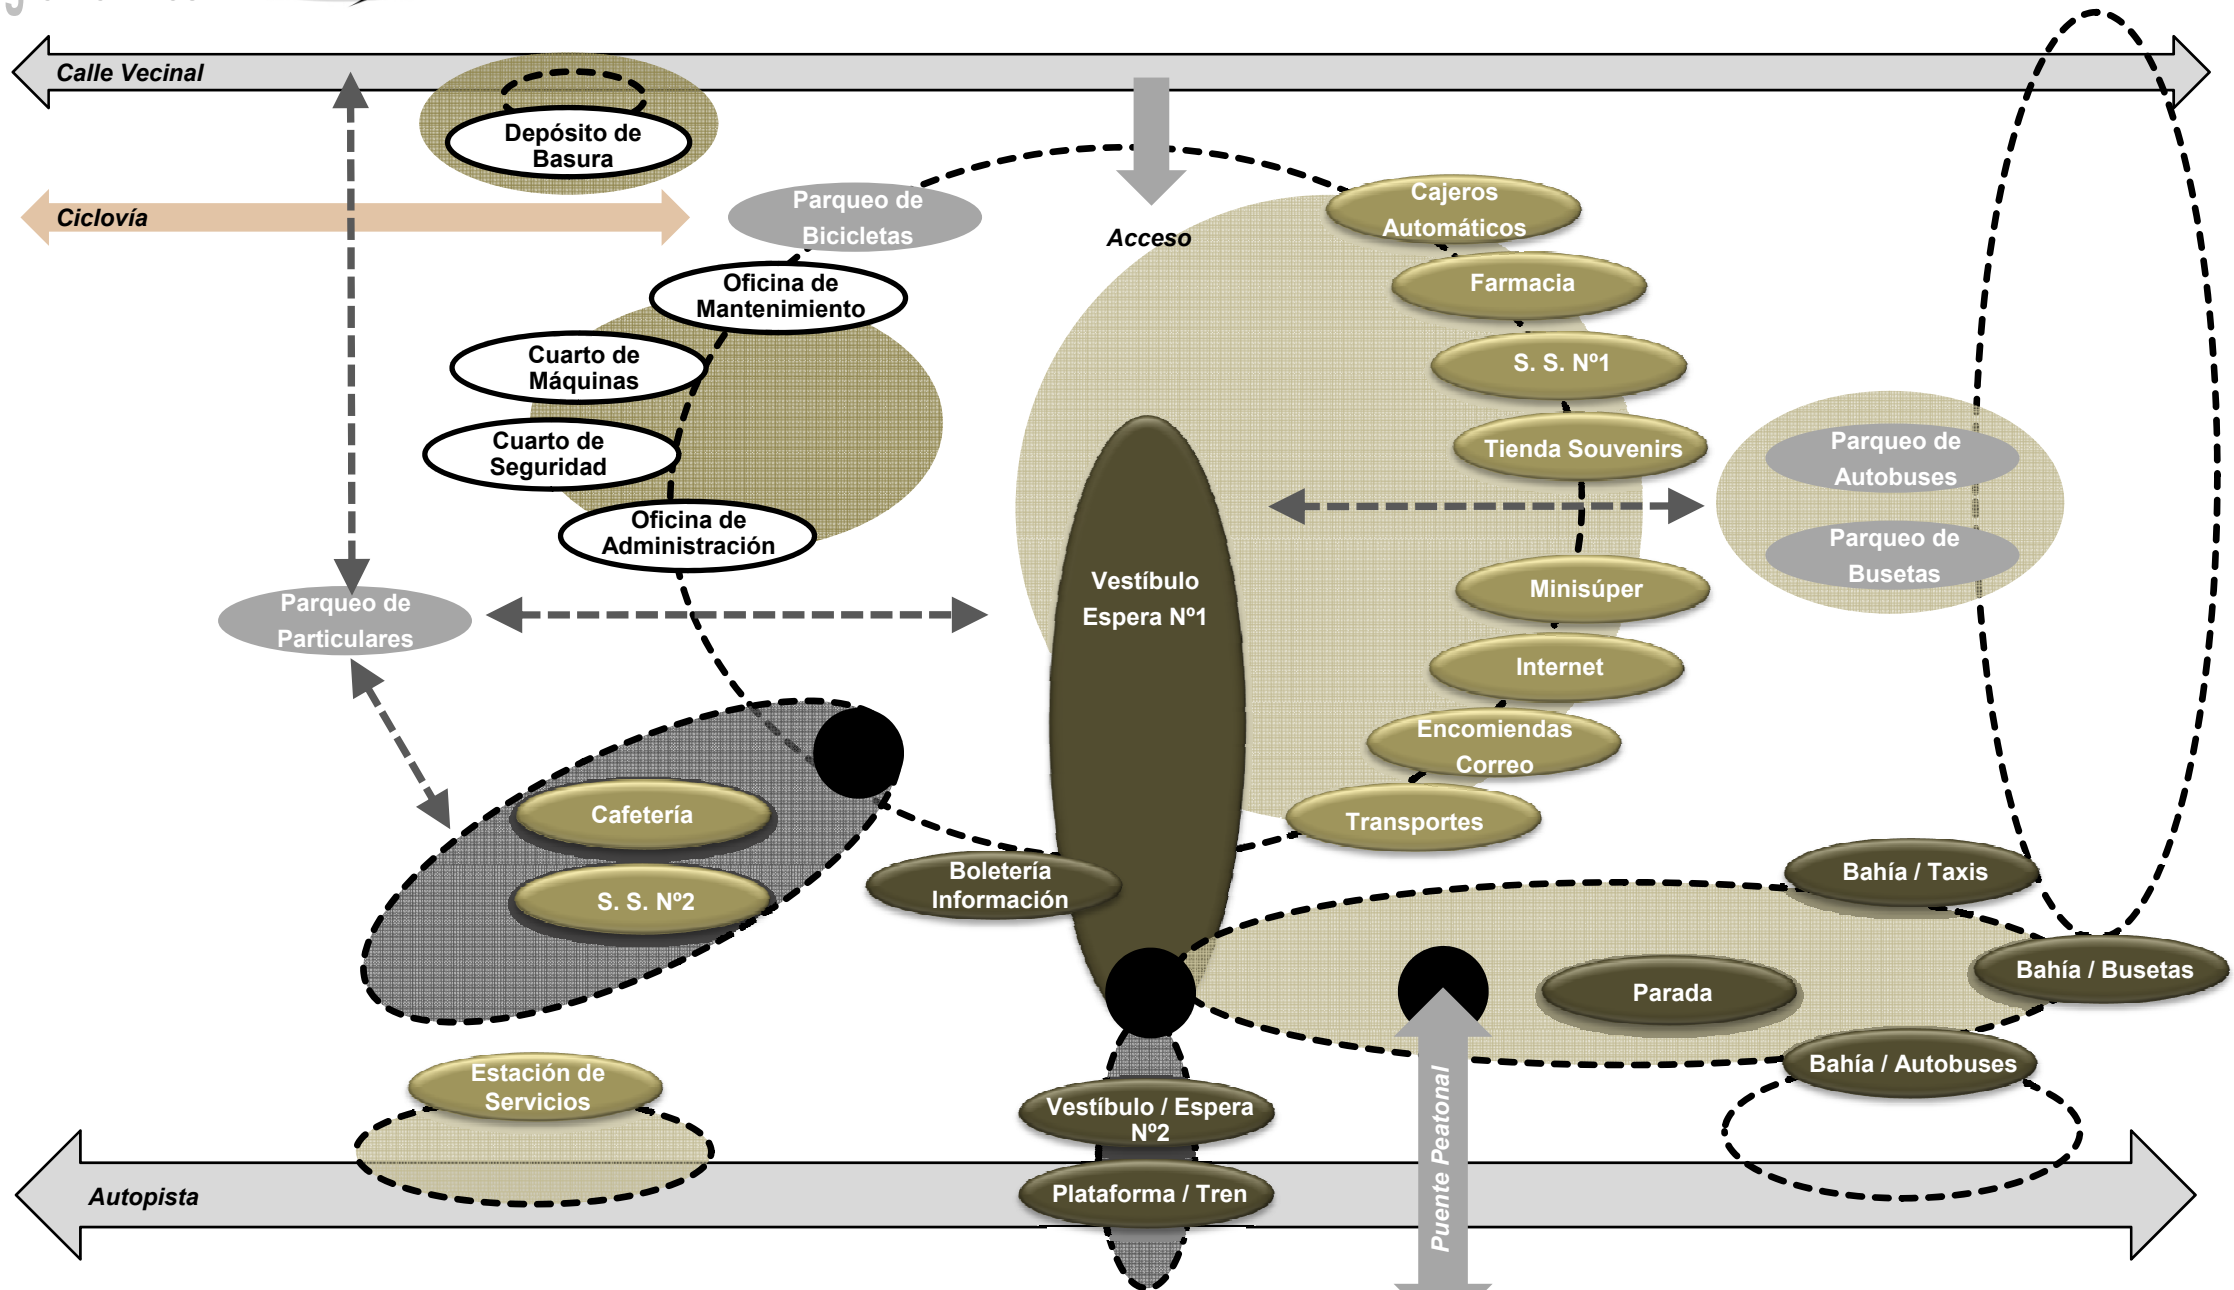 Calle Vecinal
Depósito de
Basura
Ciclovía
Parqueo de
Bicicletas
Acceso
Cajeros
Automáticos
Oficina de
Mantenimiento
Farmacia
Cuarto de
Máquinas
S. S. Nº1
Cuarto de
Seguridad
Tienda Souvenirs
Parqueo de
Autobuses
Oficina de
Administración
Parqueo de
Busetas
Vestíbulo
Espera Nº1
Minisúper
Parqueo de
Particulares
Internet
Encomiendas
Correo
Cafetería
Transportes
Boletería
Información
Bahía / Taxis
S. S. Nº2
Parada
Bahía / Busetas
Estación de
Servicios
Bahía / Autobuses
Vestíbulo / Espera
Nº2
Puente Peatonal
Autopista
Plataforma / Tren